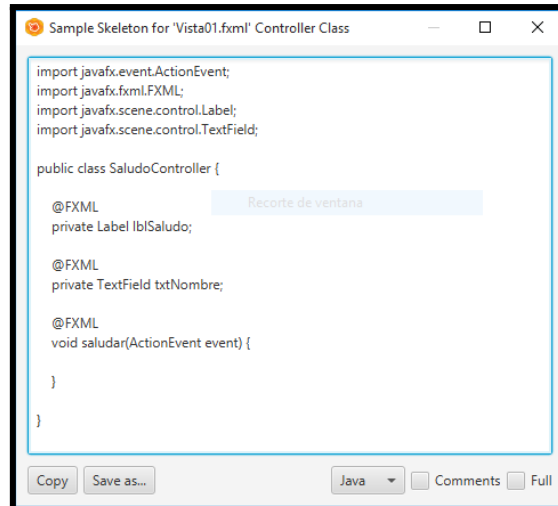 Sample Skeleton for 'Vista01.fxml' Controller Class
import javafx.event.ActionEvent;
import javafx.fxml.FXML;
import javafx.scene.control.Label;
import javafx.scene.control.TextField;
public class SaludoController {
@FXML
Recorte de ventana
private Label lblSaludo;
@FXML
private TextField txtNombre;
@FXML
void saludar(ActionEvent event) {
}
}
Copy Save as... Java Comments Full